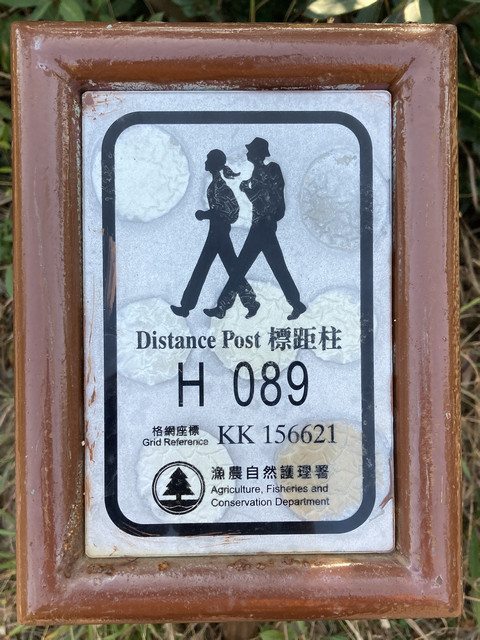 Distance Post 標距柱
H 089
格網座標
Grid Reference KK 156621
漁農自然護理署
Agriculture, Fisheries and
Conservation Department